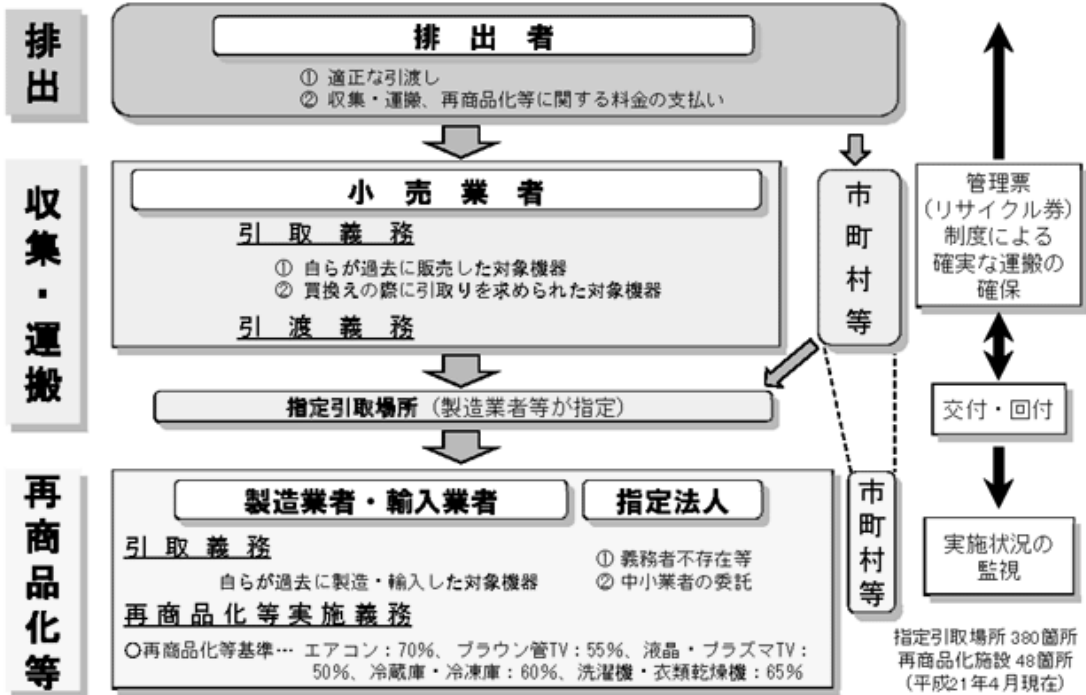 排出
排出者
① 適正な引渡し
② 収集・運搬、再商品化等に関する料金の支払い
収集・運搬
小売業者
引取義務
① 自らが過去に販売した対象機器
② 買換えの際に引取りを求められた対象機器
引渡義務
市町村等
管理票
(リサイクル券)
制度による
確実な運搬の
確保
指定引取場所(製造業者等が指定)
交付・回付
再商品化等
製造業者・輸入業者
引取義務
自らが過去に製造・輸入した対象機器
指定法人
① 義務者不存在等
② 中小業者の委託
再商品化等実施義務
○再商品化等基準… エアコン:70%、ブラウン管TV:55%、液晶・プラズマTV:
50%、冷蔵庫・冷凍庫:60%、洗濯機・衣類乾燥機:65%
市町村等
実施状況の
監視
指定引取場所 380箇所
再商品化施設 48箇所
(平成21年4月現在)